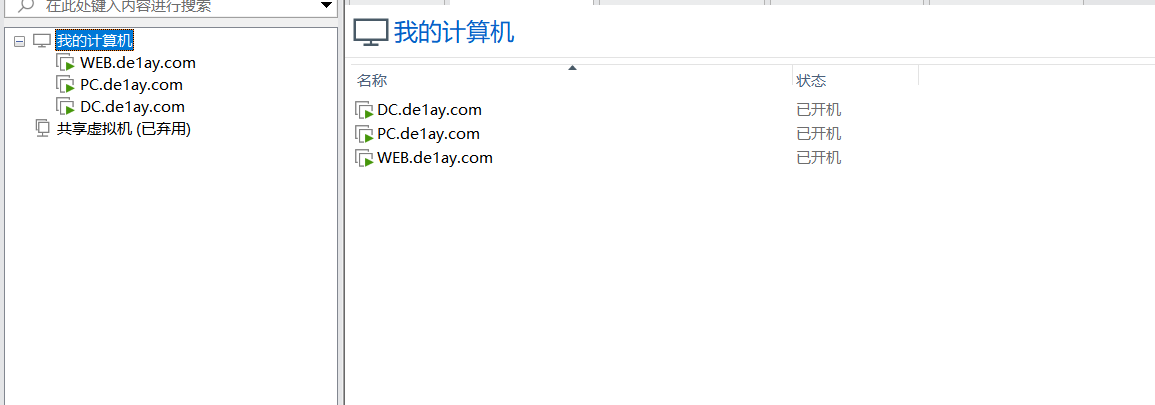 在此处键入内容进行搜索
我的计算机
WEB.de1ay.com
PC.de1ay.com
DC.de1ay.com
共享虚拟机 (已弃用)
我的计算机
名称 状态
DC.de1ay.com 已开机
PC.de1ay.com 已开机
WEB.de1ay.com 已开机